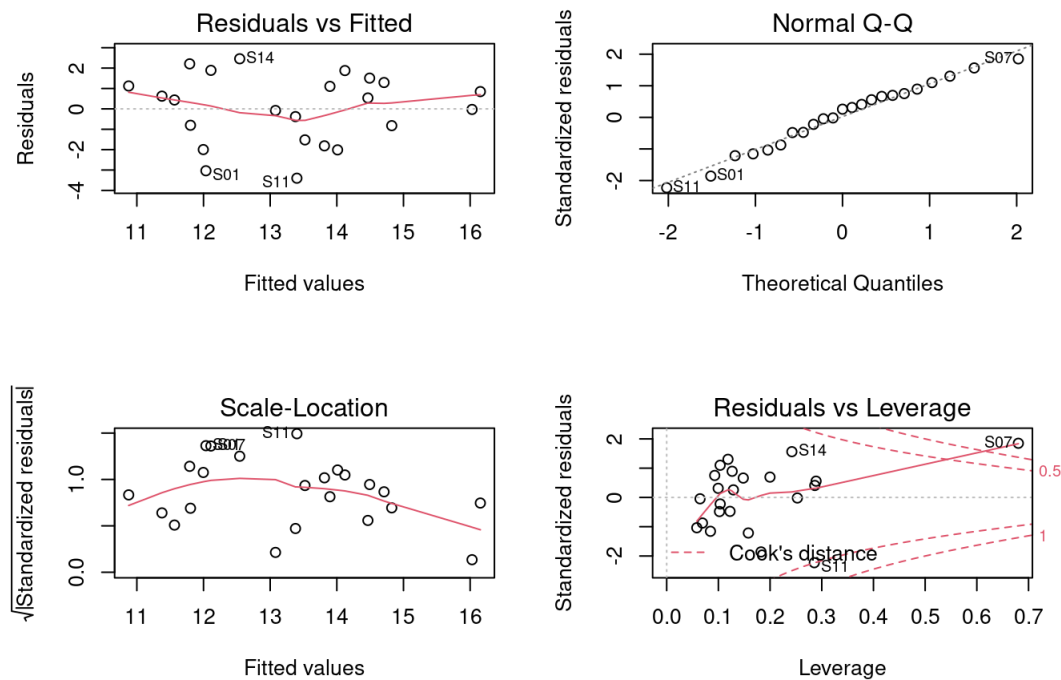 Residuals vs Fitted
Residuals
2
0
-2
-4
S14
S01
S11
11 12 13 14 15 16
Fitted values
Normal Q-Q
Standardized residuals
2
1
0
-2
S07
S01
S11
-2 -1 0 1 2
Theoretical Quantiles
Scale-Location
√|Standardized residuals|
1.0
0.0
S11
S07
S01
11 12 13 14 15 16
Fitted values
Residuals vs Leverage
Standardized residuals
2
1
0
-2
S07
S14
0.5
1
Cook's distance
S11
0.0 0.1 0.2 0.3 0.4 0.5 0.6 0.7
Leverage